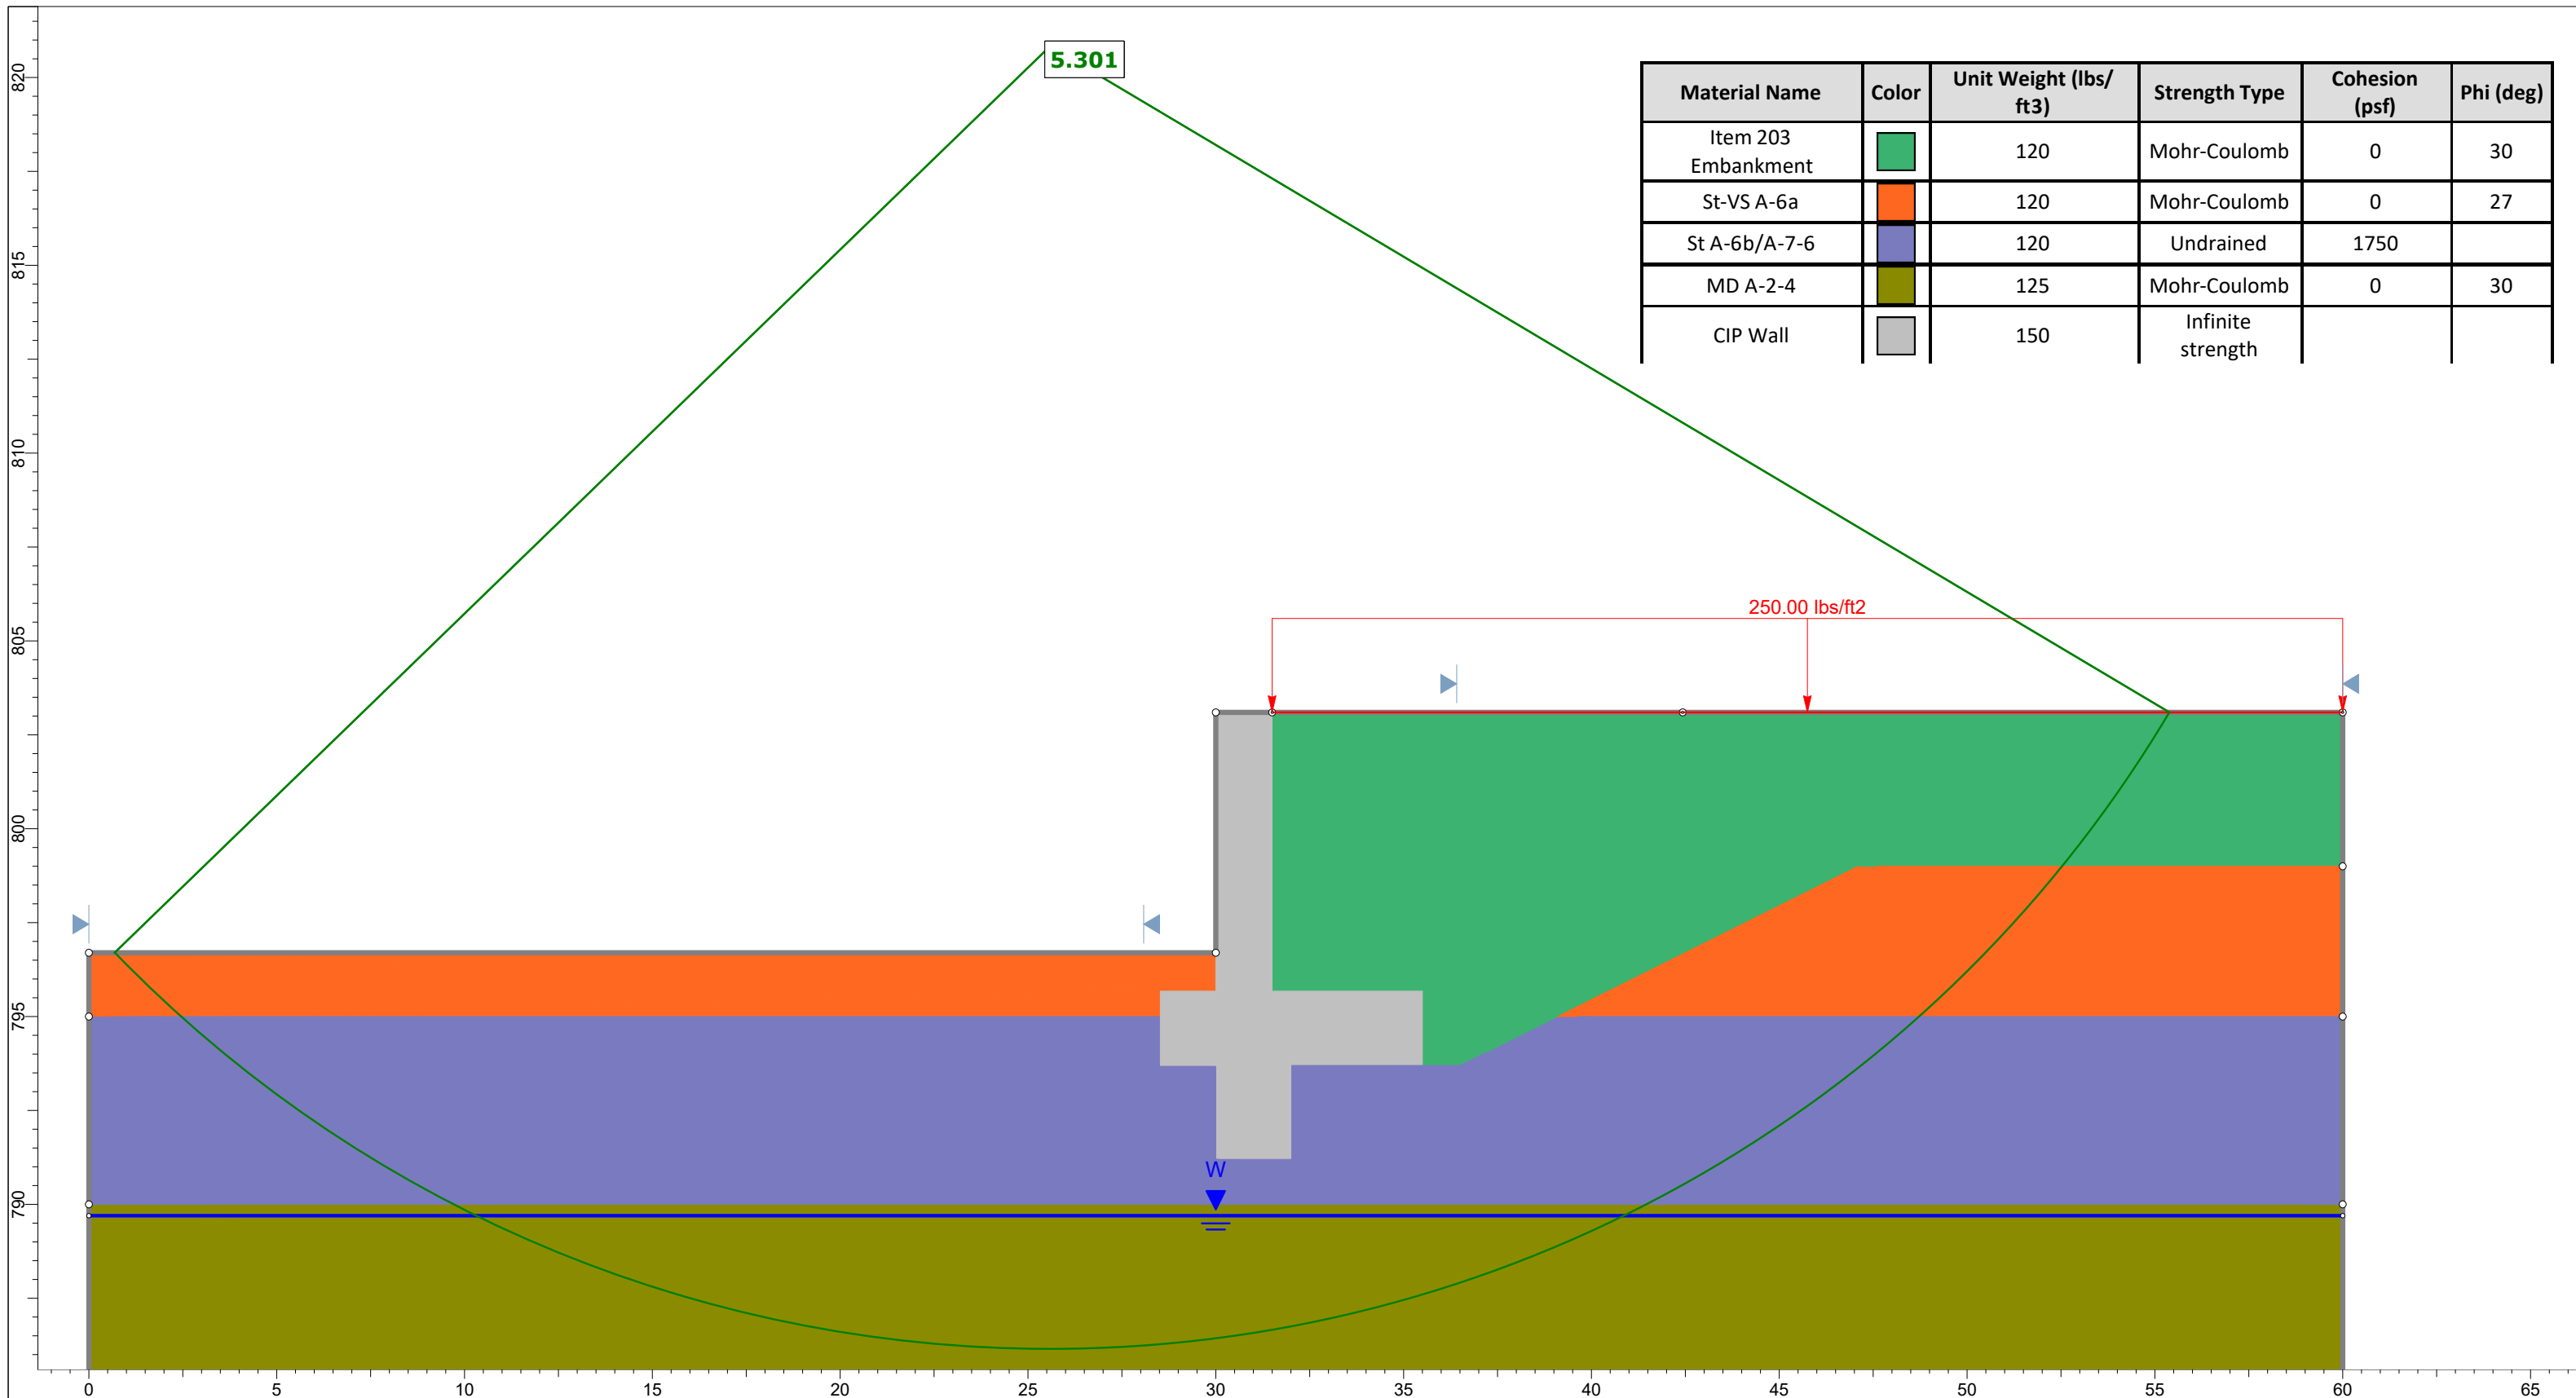 820
815
810
805
800
795
790
5.301
Material Name Color Unit Weight (lbs/ft3) Strength Type Cohesion (psf) Phi (deg)
Item 203 Embankment 120 Mohr-Coulomb 0 30
St-VS A-6a 120 Mohr-Coulomb 0 27
St A-6b/A-7-6 120 Undrained 1750
MD A-2-4 125 Mohr-Coulomb 0 30
CIP Wall 150 Infinite strength
250.00 lbs/ft2
W
0 5 10 15 20 25 30 35 40 45 50 55 60 65